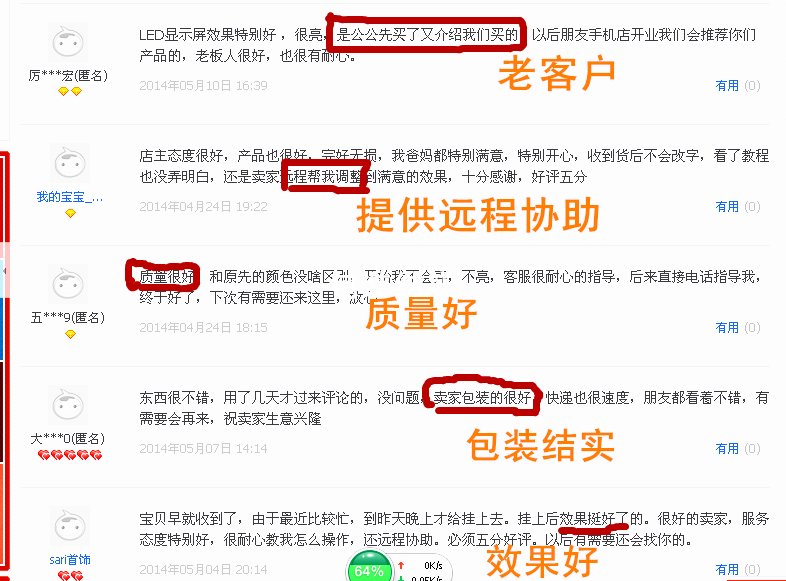 LED显示屏效果特别好，很亮，是公公先买了又介绍我们买的 以后朋友手机店开业我们会推荐你们
产品的，老板人很好，也很有耐心。
厉***宏(匿名)
老客户
2014年05月10日 16:39
有用 (0)
店主态度很好，产品也很好，完好无损，我爸妈都特别满意，特别开心，收到货后不会改字，看了教程
也没弄明白，还是卖家远程帮我调整到满意的效果，十分感谢，好评五分
我的宝宝_...
2014年04月24日 19:22
提供远程协助
有用 (0)
质量很好 和原先的颜色没啥区别，开始我不会弄，不亮，客服很耐心的指导，后来直接电话指导我，
终于好了，下次有需要还来这里，放心
五***9(匿名)
2014年04月24日 18:15
质量好
有用 (0)
东西很不错，用了几天才过来评论的，没问题，卖家包装的很好 快递也很速度，朋友都看着不错，有
需要会再来，祝卖家生意兴隆
大***0(匿名)
2014年05月07日 14:14
包装结实
有用 (0)
宝贝早就收到了，由于最近比较忙，到昨天晚上才给挂上去。挂上后效果挺好了的。很好的卖家，服务
态度特别好，很耐心教我怎么操作，还远程协助。必须五分好评。以后有需要还会找你的。
sari首饰
2014年05月04日 20:14
效果好
有用 (0)
64%
0K/s
0.05K/s